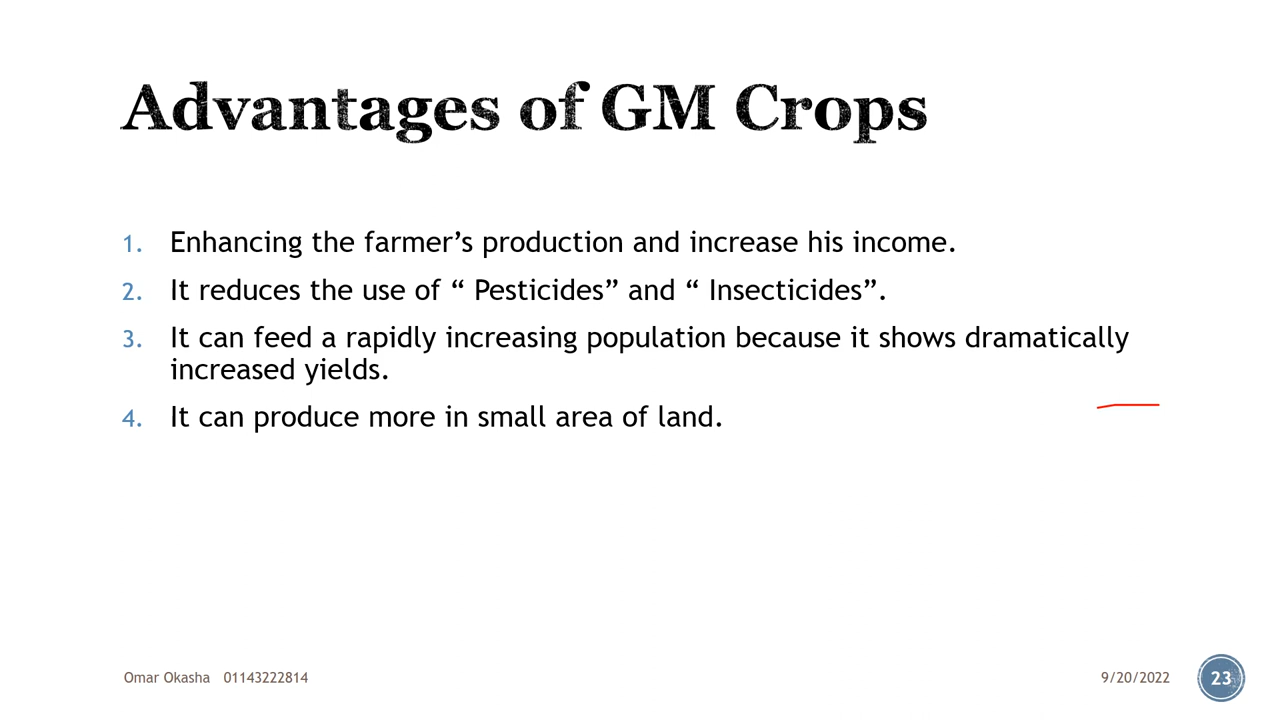 Advantages of GM Crops
1. Enhancing the farmer’s production and increase his income.
2. It reduces the use of “ Pesticides” and “ Insecticides”.
3. It can feed a rapidly increasing population because it shows dramatically
increased yields.
4. It can produce more in small area of land.
Omar Okasha 01143222814
9/20/2022
23